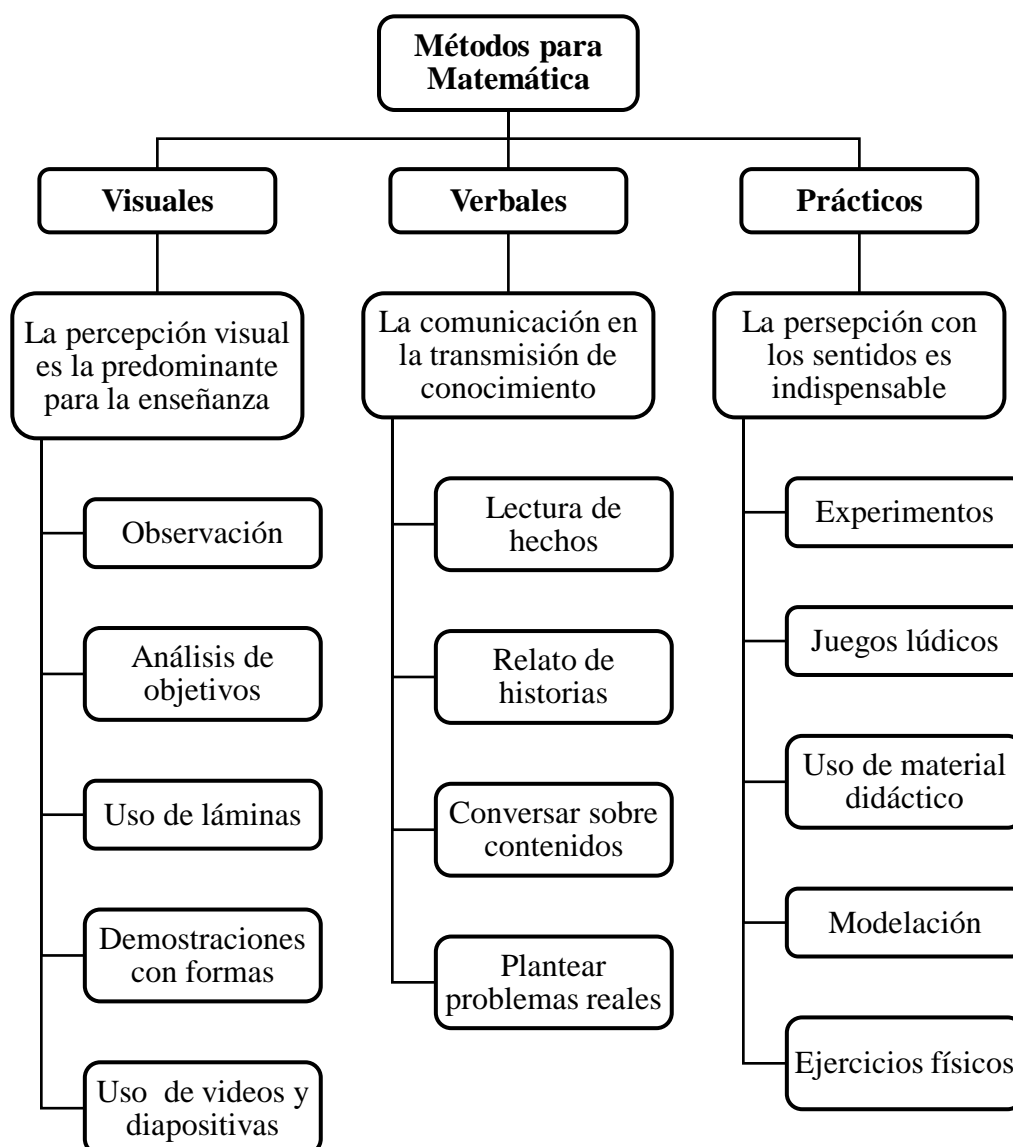 Métodos para
Matemática
Visuales
Verbales
Prácticos
La percepción visual
es la predominante
para la enseñanza
La comunicación en
la transmisión de
conocimiento
La persepción con
los sentidos es
indispensable
Observación
Análisis de
objetivos
Uso de láminas
Demostraciones
con formas
Uso de videos y
diapositivas
Lectura de
hechos
Relato de
historias
Conversar sobre
contenidos
Plantear
problemas reales
Experimentos
Juegos lúdicos
Uso de material
didáctico
Modelación
Ejercicios físicos